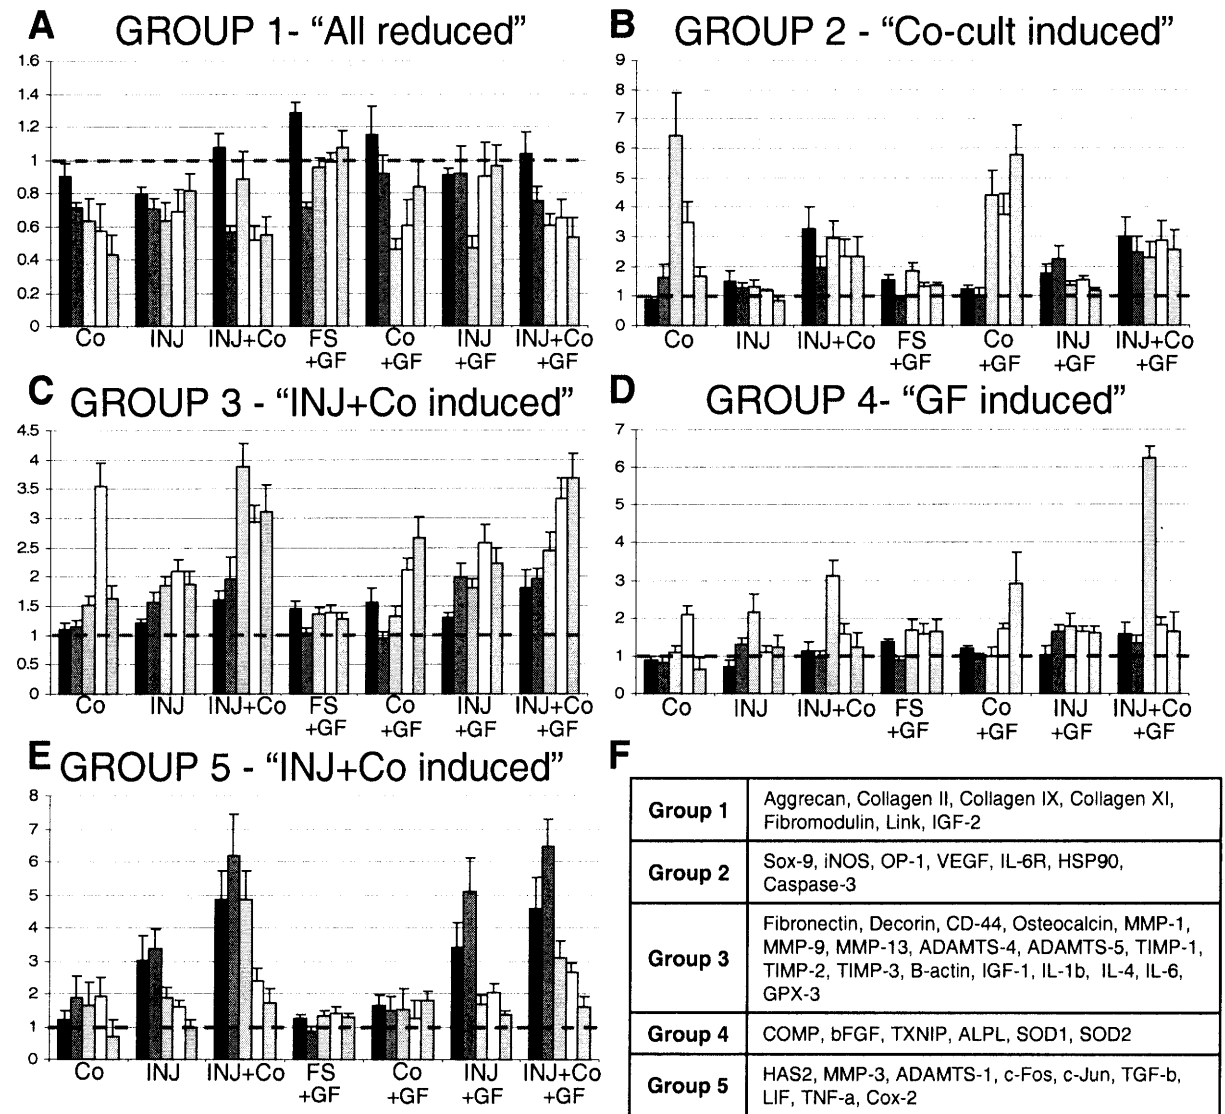 A GROUP 1- “All reduced”
1.6
1.4
1.2
1
0.8
0.6
0.4
0.2
0
Co INJ INJ+Co FS +GF Co +GF INJ +GF INJ+Co +GF
B GROUP 2 - “Co-cult induced”
9
8
7
6
5
4
3
2
1
0
Co INJ INJ+Co FS +GF Co +GF INJ +GF INJ+Co +GF
C GROUP 3 - “INJ+Co induced”
4.5
4
3.5
3
2.5
2
1.5
1
0.5
0
Co INJ INJ+Co FS +GF Co +GF INJ +GF INJ+Co +GF
D GROUP 4- “GF induced”
7
6
5
4
3
2
1
0
Co INJ INJ+Co FS +GF Co +GF INJ +GF INJ+Co +GF
E GROUP 5 - “INJ+Co induced”
8
7
6
5
4
3
2
1
0
Co INJ INJ+Co FS +GF Co +GF INJ +GF INJ+Co +GF
F
Group 1
Aggrecan, Collagen II, Collagen IX, Collagen XI,
Fibromodulin, Link, IGF-2
Group 2
Sox-9, iNOS, OP-1, VEGF, IL-6R, HSP90,
Caspase-3
Group 3
Fibronectin, Decorin, CD-44, Osteocalcin, MMP-1,
MMP-9, MMP-13, ADAMTS-4, ADAMTS-5, TIMP-1,
TIMP-2, TIMP-3, B-actin, IGF-1, IL-1b, IL-4, IL-6,
GPX-3
Group 4
COMP, bFGF, TXNIP, ALPL, SOD1, SOD2
Group 5
HAS2, MMP-3, ADAMTS-1, c-Fos, c-Jun, TGF-b,
LIF, TNF-a, Cox-2